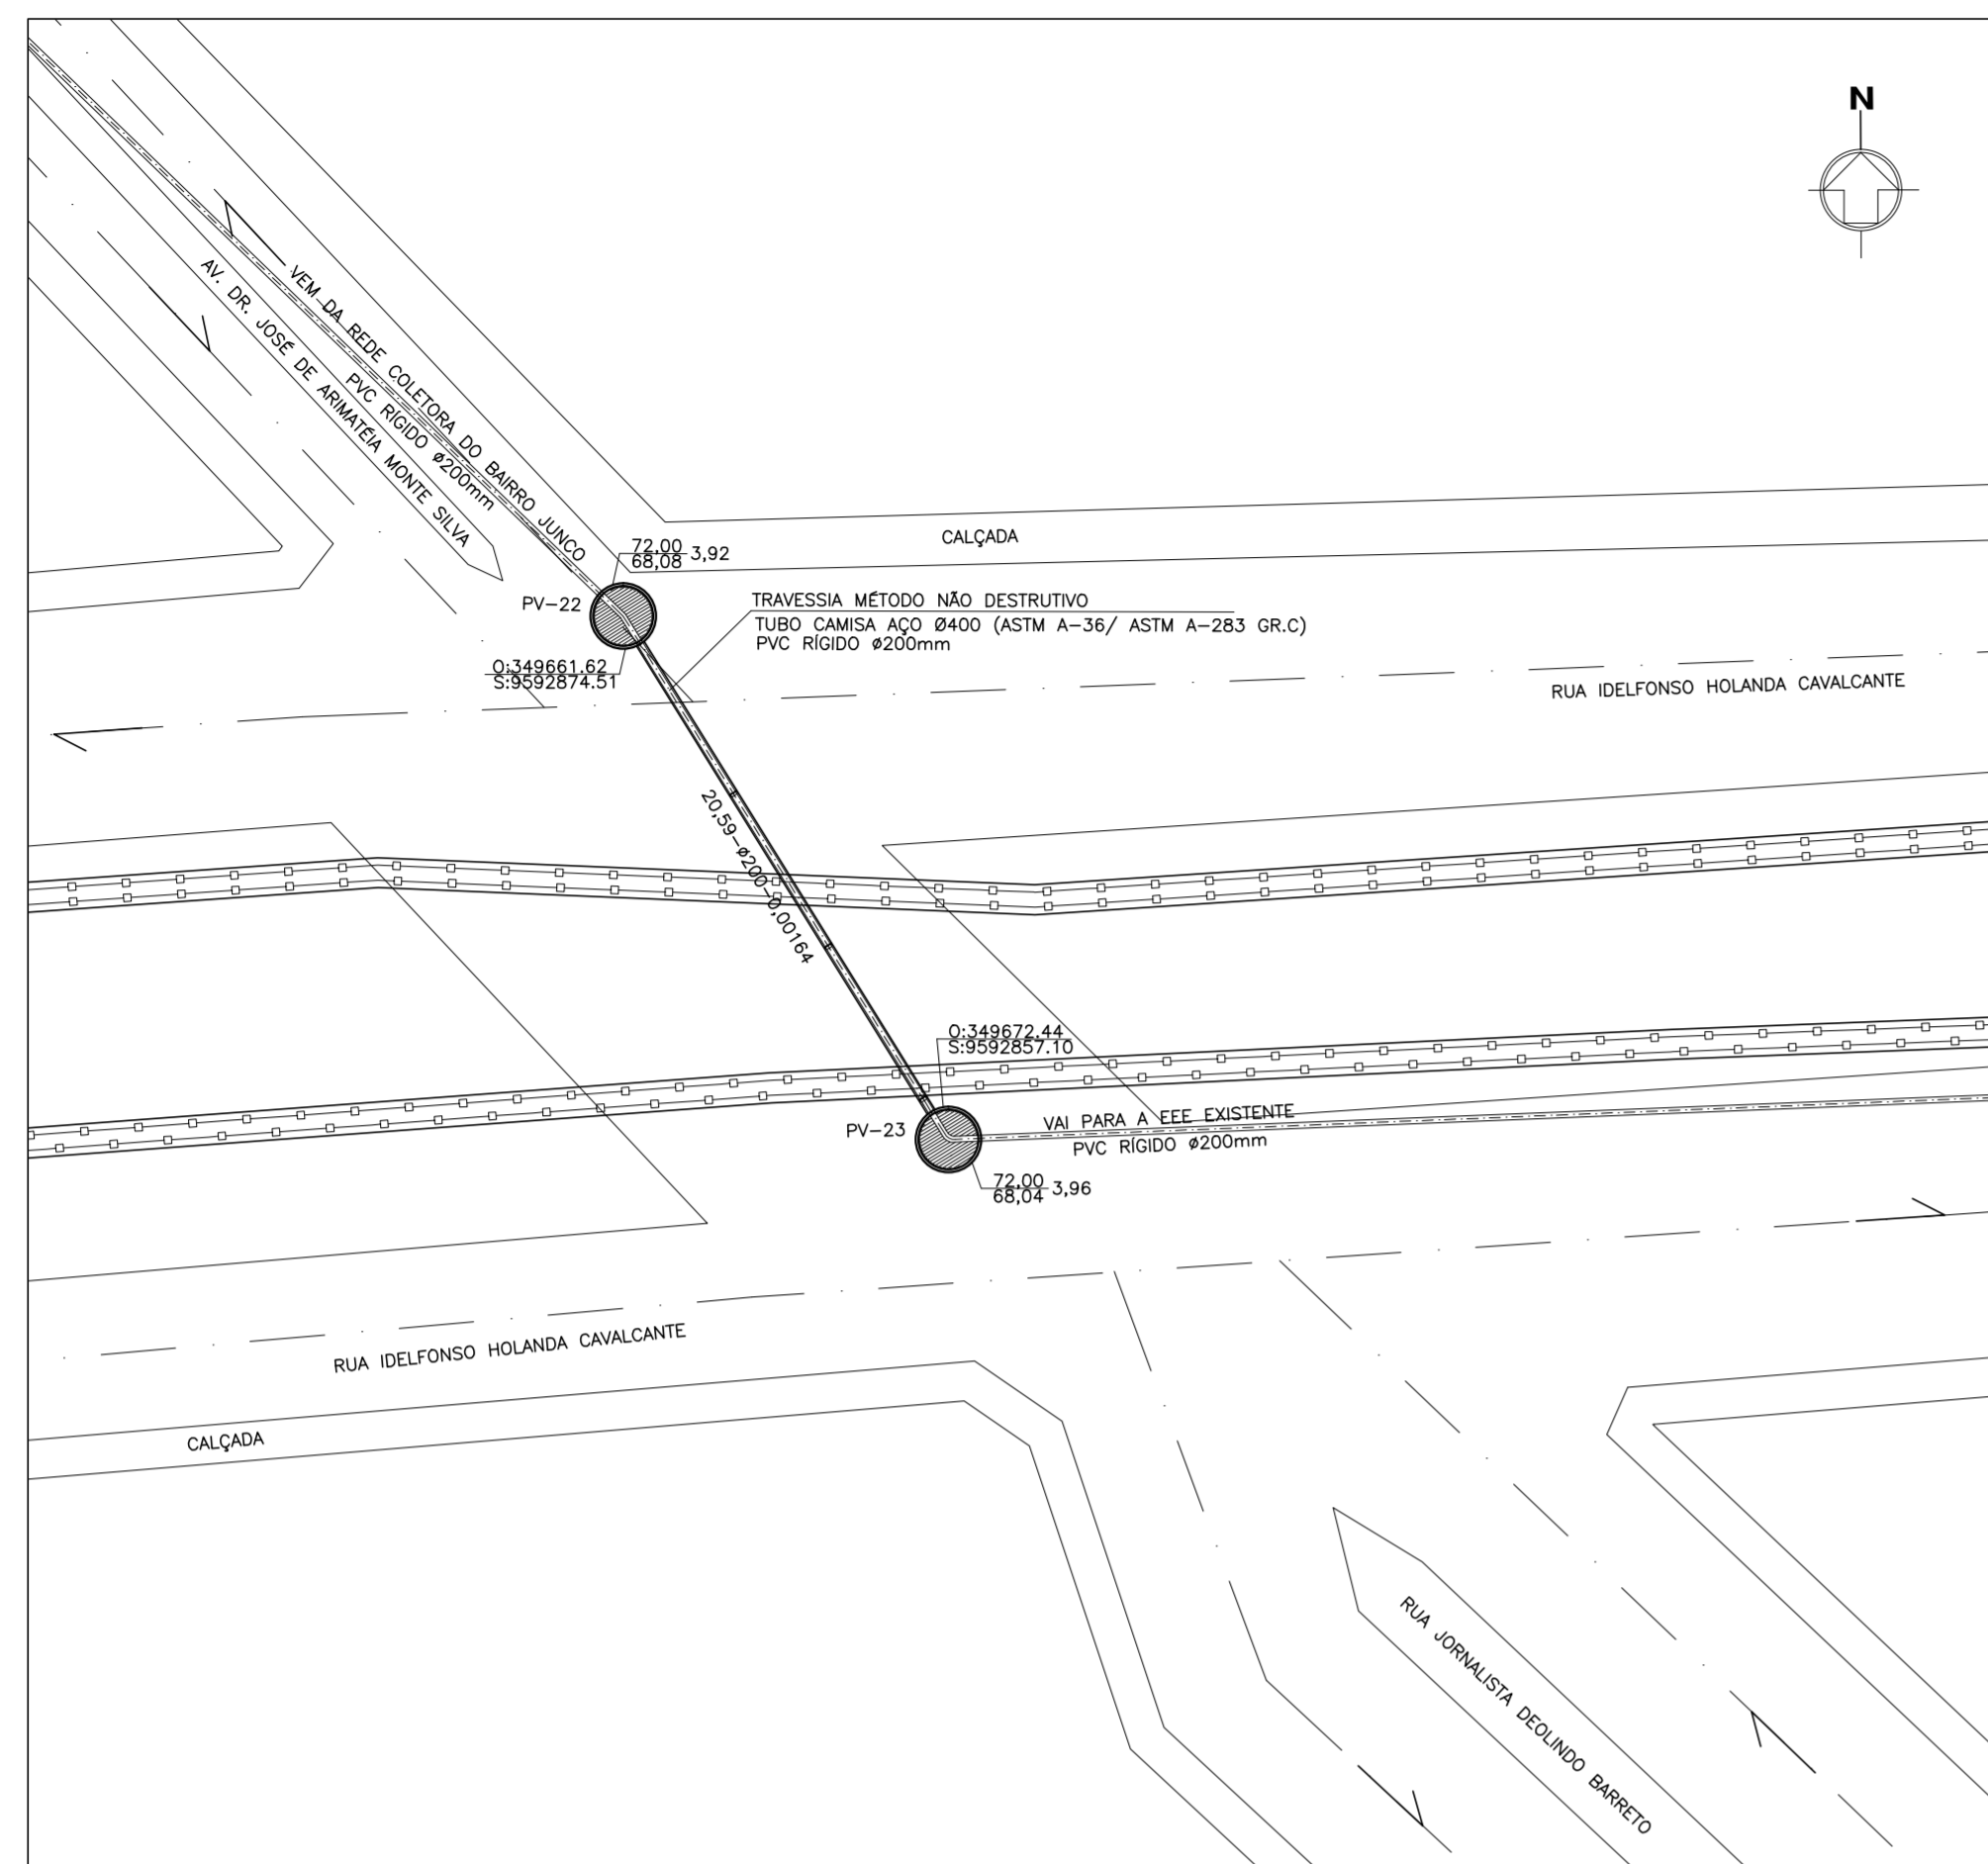 N
VEM DA REDE COLETORA DO BAIRRO JUNCO
PVC RÍGIDO ø200mm
AV. DR. JOSÉ DE ARIMATÉIA MONTE SILVA
CALÇADA
72,00
68,08 3,92
PV-22
TRAVESSIA MÉTODO NÃO DESTRUTIVO
TUBO CAMISA AÇO Ø400 (ASTM A-36/ ASTM A-283 GR.C)
PVC RÍGIDO ø200mm
O:349661.62
S:9592874.51
RUA IDELFONSO HOLANDA CAVALCANTE
20,59-ø200-0,00164
O:349672.44
S:9592857.10
PV-23
VAI PARA A EEE EXISTENTE
PVC RÍGIDO ø200mm
72,00
68,04 3,96
RUA IDELFONSO HOLANDA CAVALCANTE
CALÇADA
RUA JORNALISTA DEOLINDO BARRETO